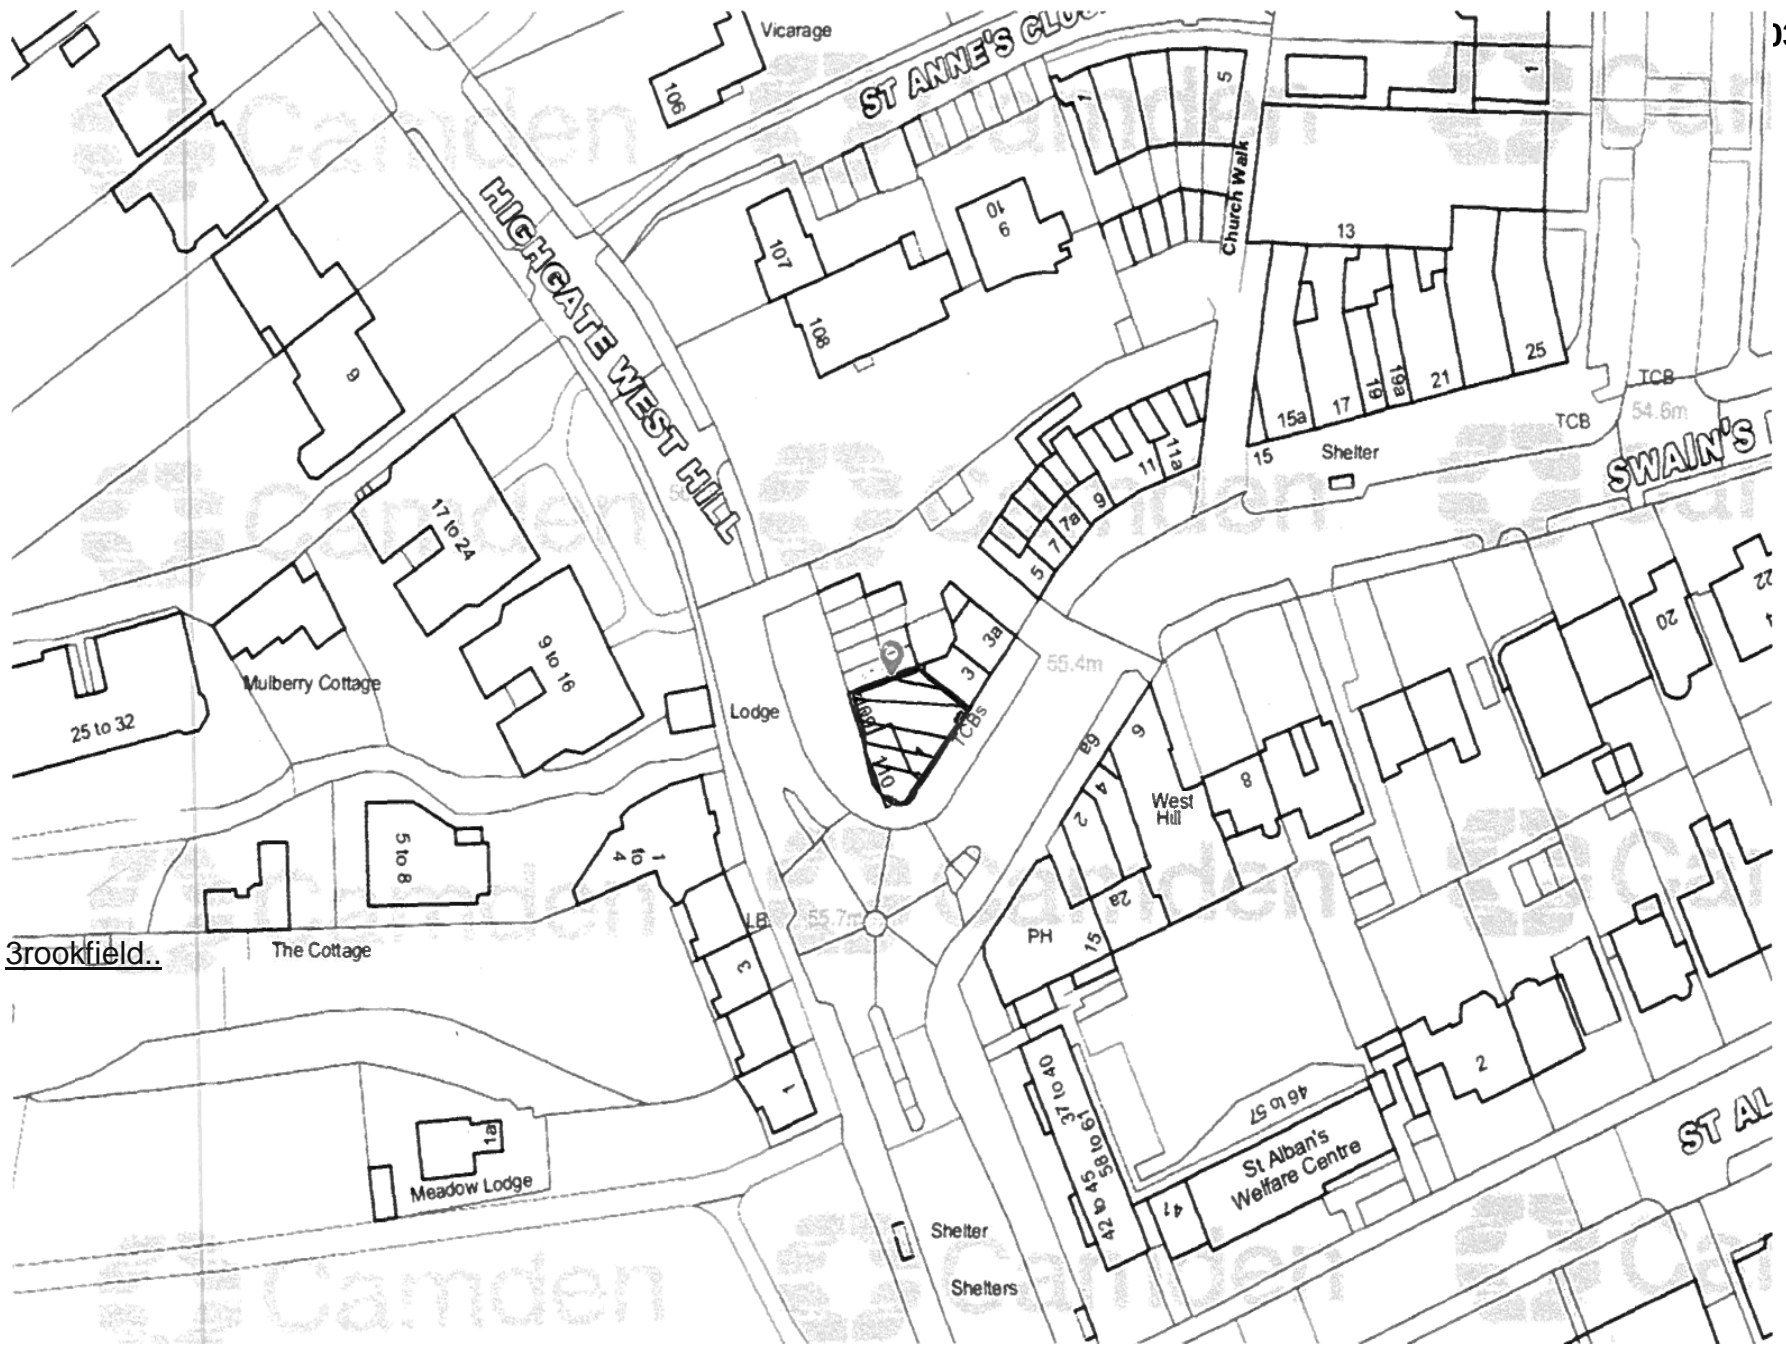 Vicarage
ST ANNE'S
106
1
5
1
Church Walk
HIGHGATE WEST HILL
107
108
10
9
13
9
15a
17
19
19a
21
25
TCB
54.6m
TCB
15
Shelter
SWAIN'S
11a
11
9
7a
7
5
17 to 24
9 to 16
Mulberry Cottage
25 to 32
Lodge
3a
3
55.4m
TCBs
109
110
1
20
22
6
6a
4
2
8
West
Hill
2a
15
PH
5 to 8
1
to
4
LB
55.7m
3rookfield..
The Cottage
3
1
1a
Meadow Lodge
37 to 40
58 to 61
42 to 45
46 to 57
St Alban's
Welfare Centre
41
2
ST AL
Shelter
Shelters
Camden